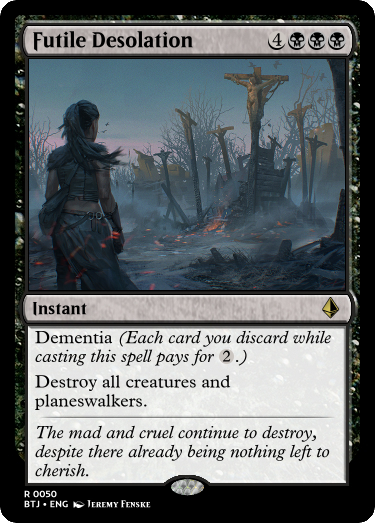 Futile Desolation 4
Instant
Dementia (Each card you discard while
casting this spell pays for 2.)
Destroy all creatures and
planeswalkers.
The mad and cruel continue to destroy,
despite there already being nothing left to
cherish.
R 0050
BTJ • ENG Jeremy Fenske